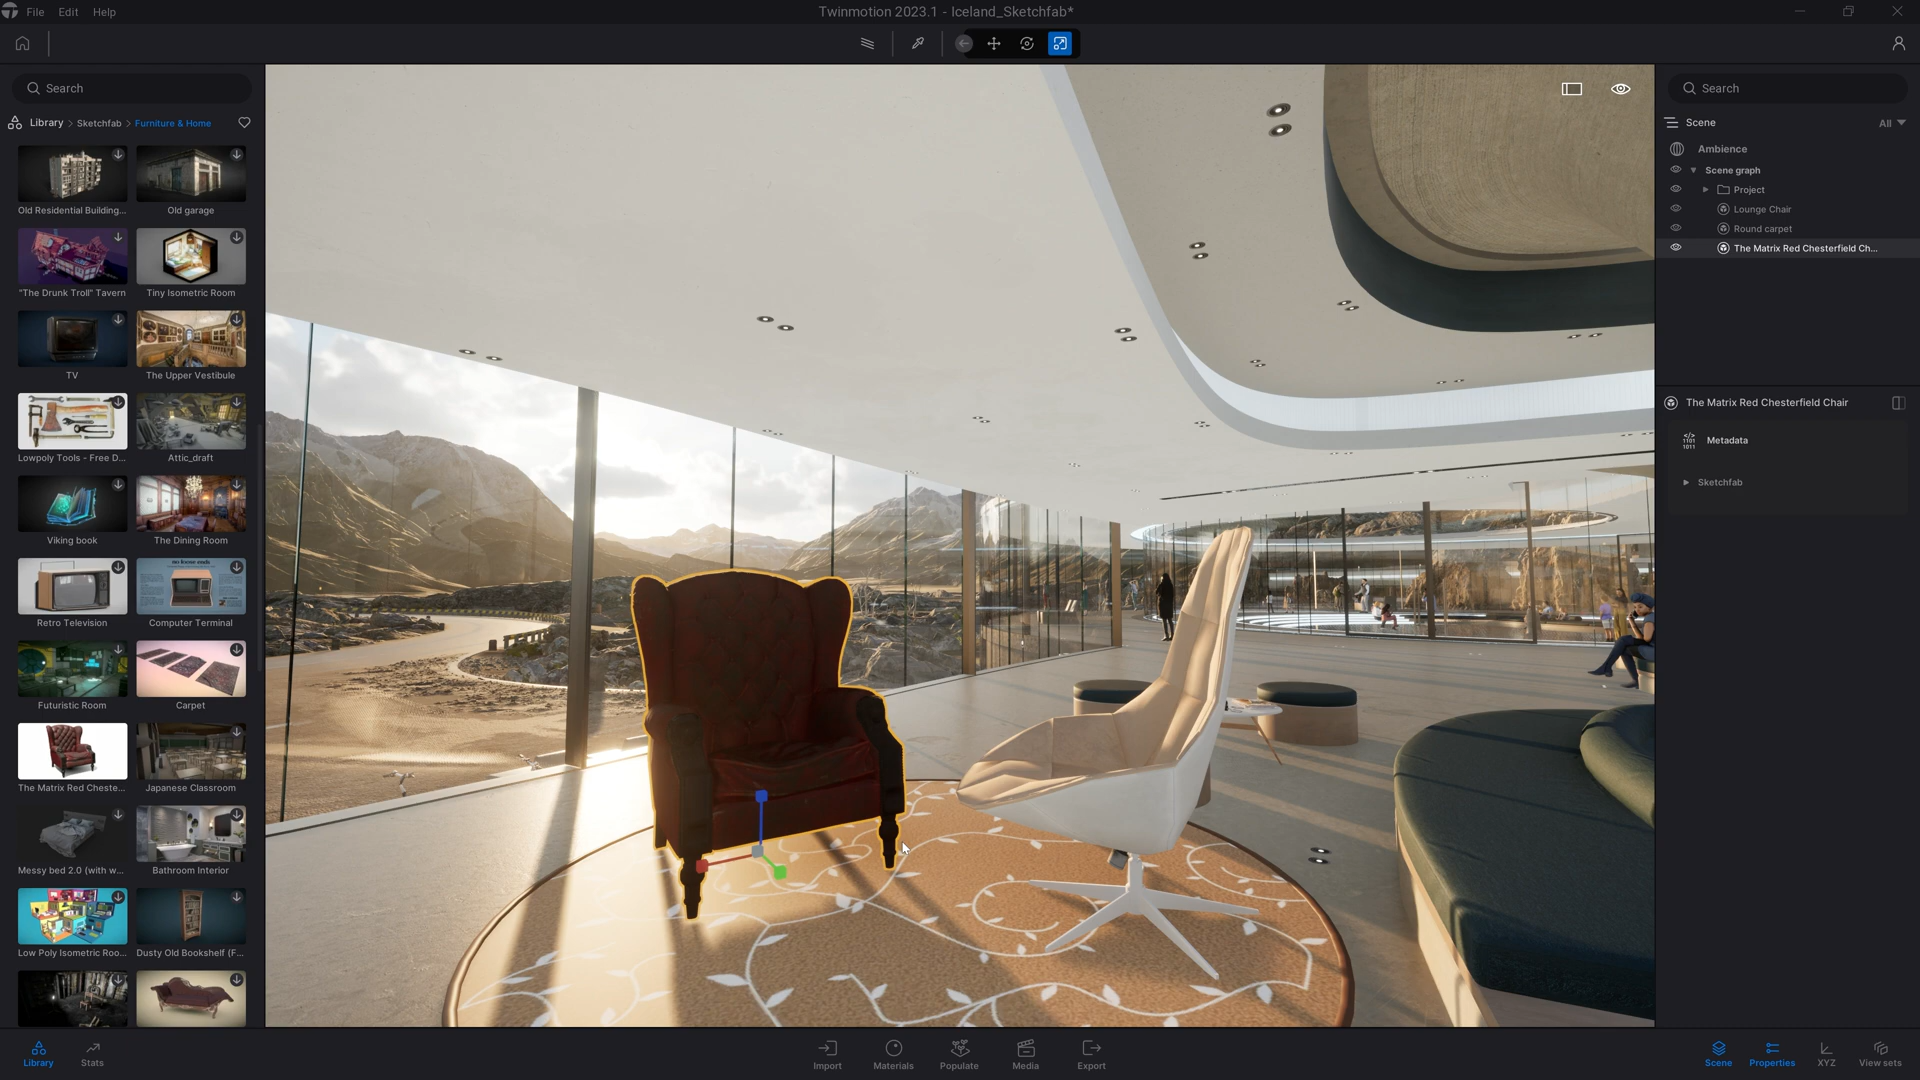 File Edit Help
Twinmotion 2023.1 - Iceland_Sketchfab*
Search
Library > Sketchfab > Furniture & Home
Old Residential Building...
Old garage
"The Drunk Troll" Tavern
Tiny Isometric Room
TV
The Upper Vestibule
Lowpoly Tools - Free D...
Attic_draft
Viking book
The Dining Room
no loose ends
Retro Television
Computer Terminal
Futuristic Room
Carpet
The Matrix Red Cheste...
Japanese Classroom
Messy bed 2.0 (with w...
Bathroom Interior
Low Poly Isometric Roo...
Dusty Old Bookshelf (F...
Library
Stats
Import
Materials
Populate
Media
Export
Search
Scene
All
Ambience
Scene graph
Project
Lounge Chair
Round carpet
The Matrix Red Chesterfield Ch...
The Matrix Red Chesterfield Chair
</>
1101
1011
Metadata
Sketchfab
Scene
Properties
XYZ
View sets